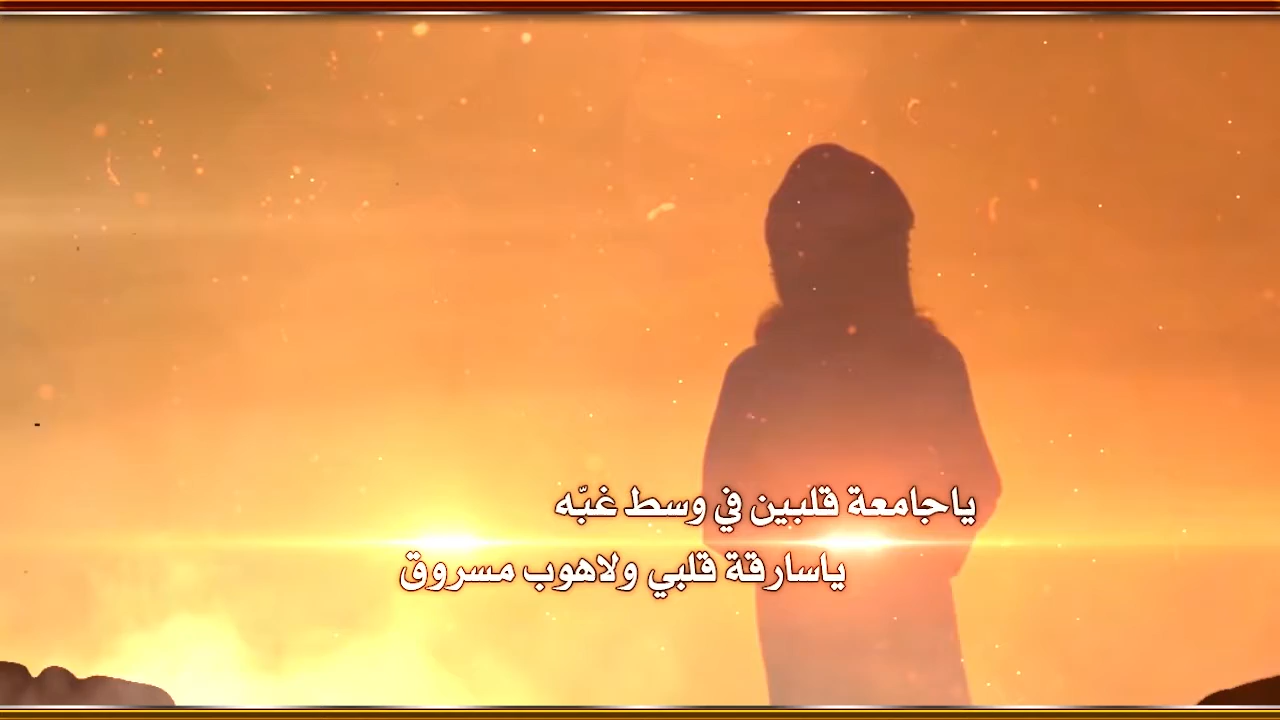 ياجامعة قلبين في وسط غبّه
ياسارقة قلبي ولاهوب مسروق